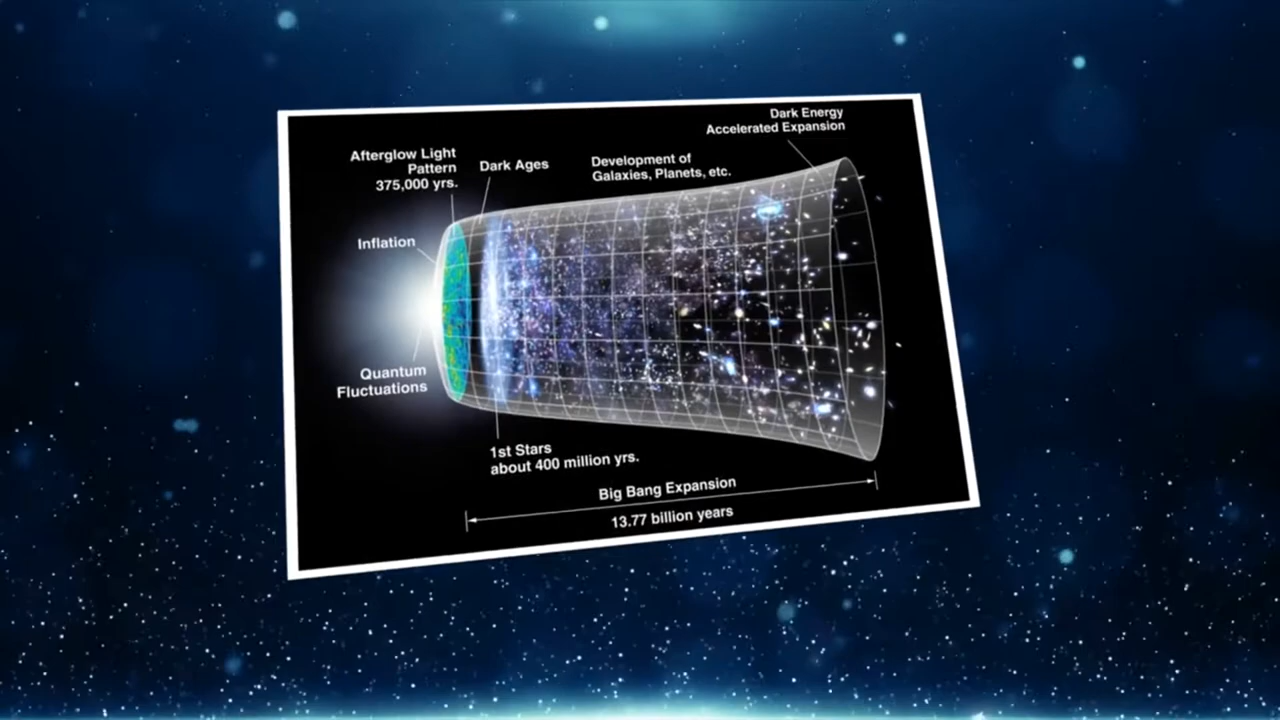 Dark Energy
Accelerated Expansion
Afterglow Light
Pattern
375,000 yrs.
Dark Ages
Development of
Galaxies, Planets, etc.
Inflation
Quantum
Fluctuations
1st Stars
about 400 million yrs.
Big Bang Expansion
13.77 billion years